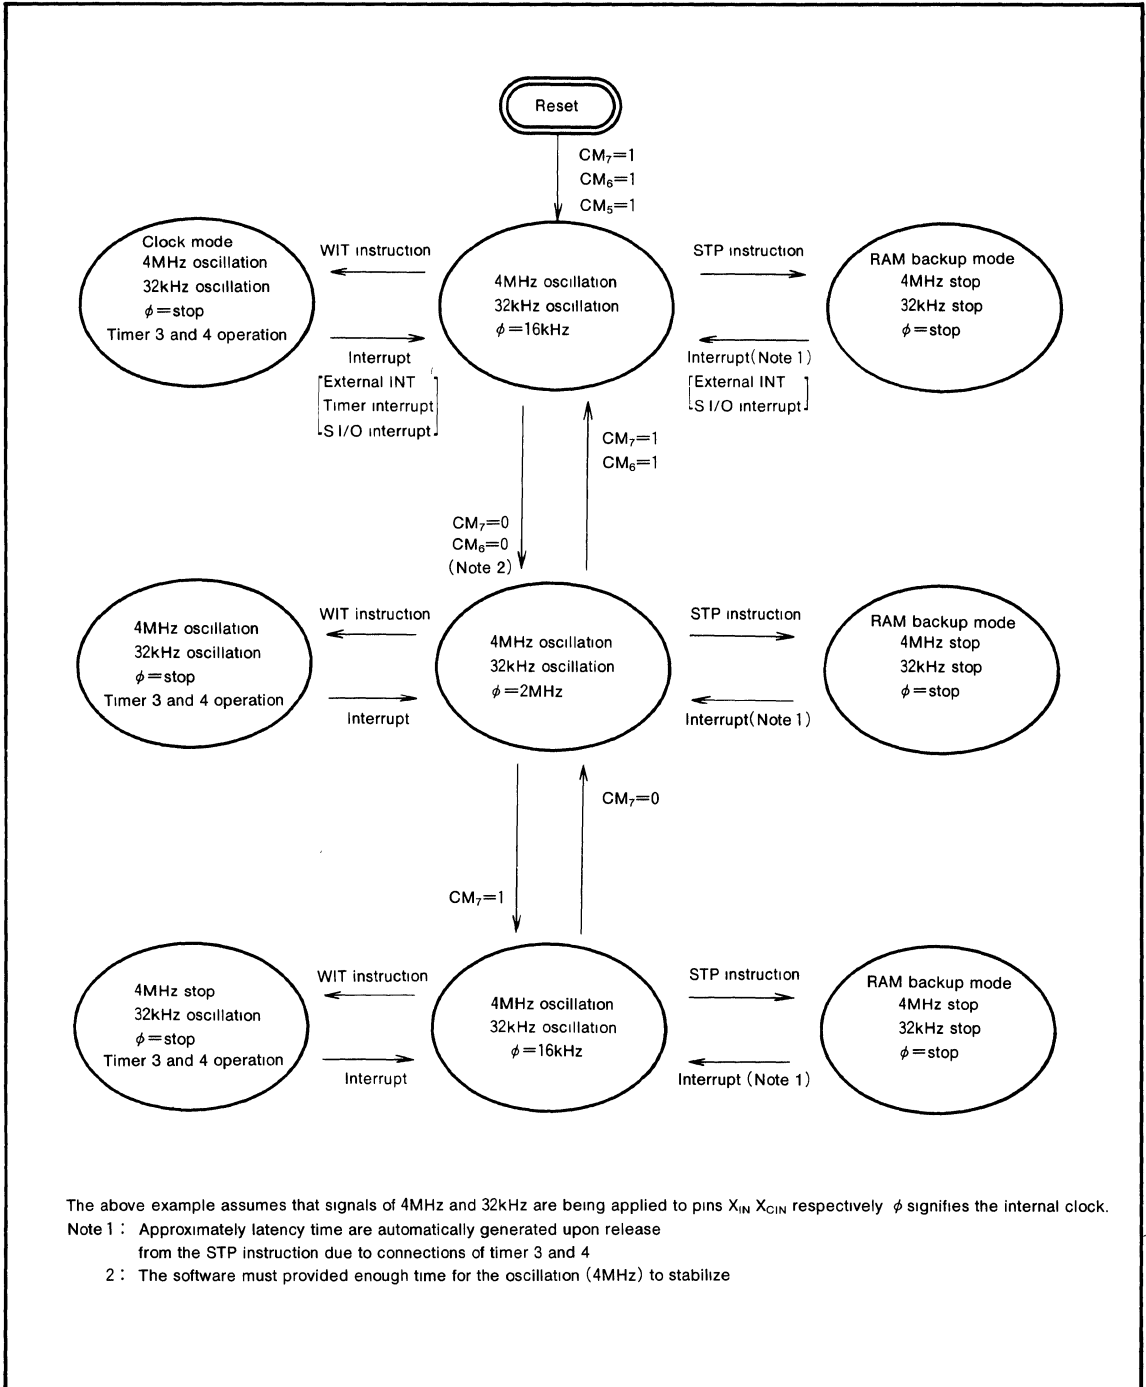 Reset
CM₇=1
CM₆=1
CM₅=1
Clock mode
4MHz oscillation
32kHz oscillation
φ=stop
Timer 3 and 4 operation
WIT instruction
Interrupt
[External INT
Timer interrupt
S I/O interrupt]
4MHz oscillation
32kHz oscillation
φ=16kHz
STP instruction
Interrupt(Note 1)
[External INT
S I/O interrupt]
RAM backup mode
4MHz stop
32kHz stop
φ=stop
CM₇=1
CM₆=1
CM₇=0
CM₆=0
(Note 2)
4MHz oscillation
32kHz oscillation
φ=stop
Timer 3 and 4 operation
WIT instruction
Interrupt
4MHz oscillation
32kHz oscillation
φ=2MHz
STP instruction
Interrupt(Note 1)
RAM backup mode
4MHz stop
32kHz stop
φ=stop
CM₇=0
CM₇=1
4MHz stop
32kHz oscillation
φ=stop
Timer 3 and 4 operation
WIT instruction
Interrupt
4MHz oscillation
32kHz oscillation
φ=16kHz
STP instruction
Interrupt (Note 1)
RAM backup mode
4MHz stop
32kHz stop
φ=stop
The above example assumes that signals of 4MHz and 32kHz are being applied to pins X_IN X_CIN respectively φ signifies the internal clock.
Note 1 : Approximately latency time are automatically generated upon release
from the STP instruction due to connections of timer 3 and 4
2 : The software must provided enough time for the oscillation (4MHz) to stabilize